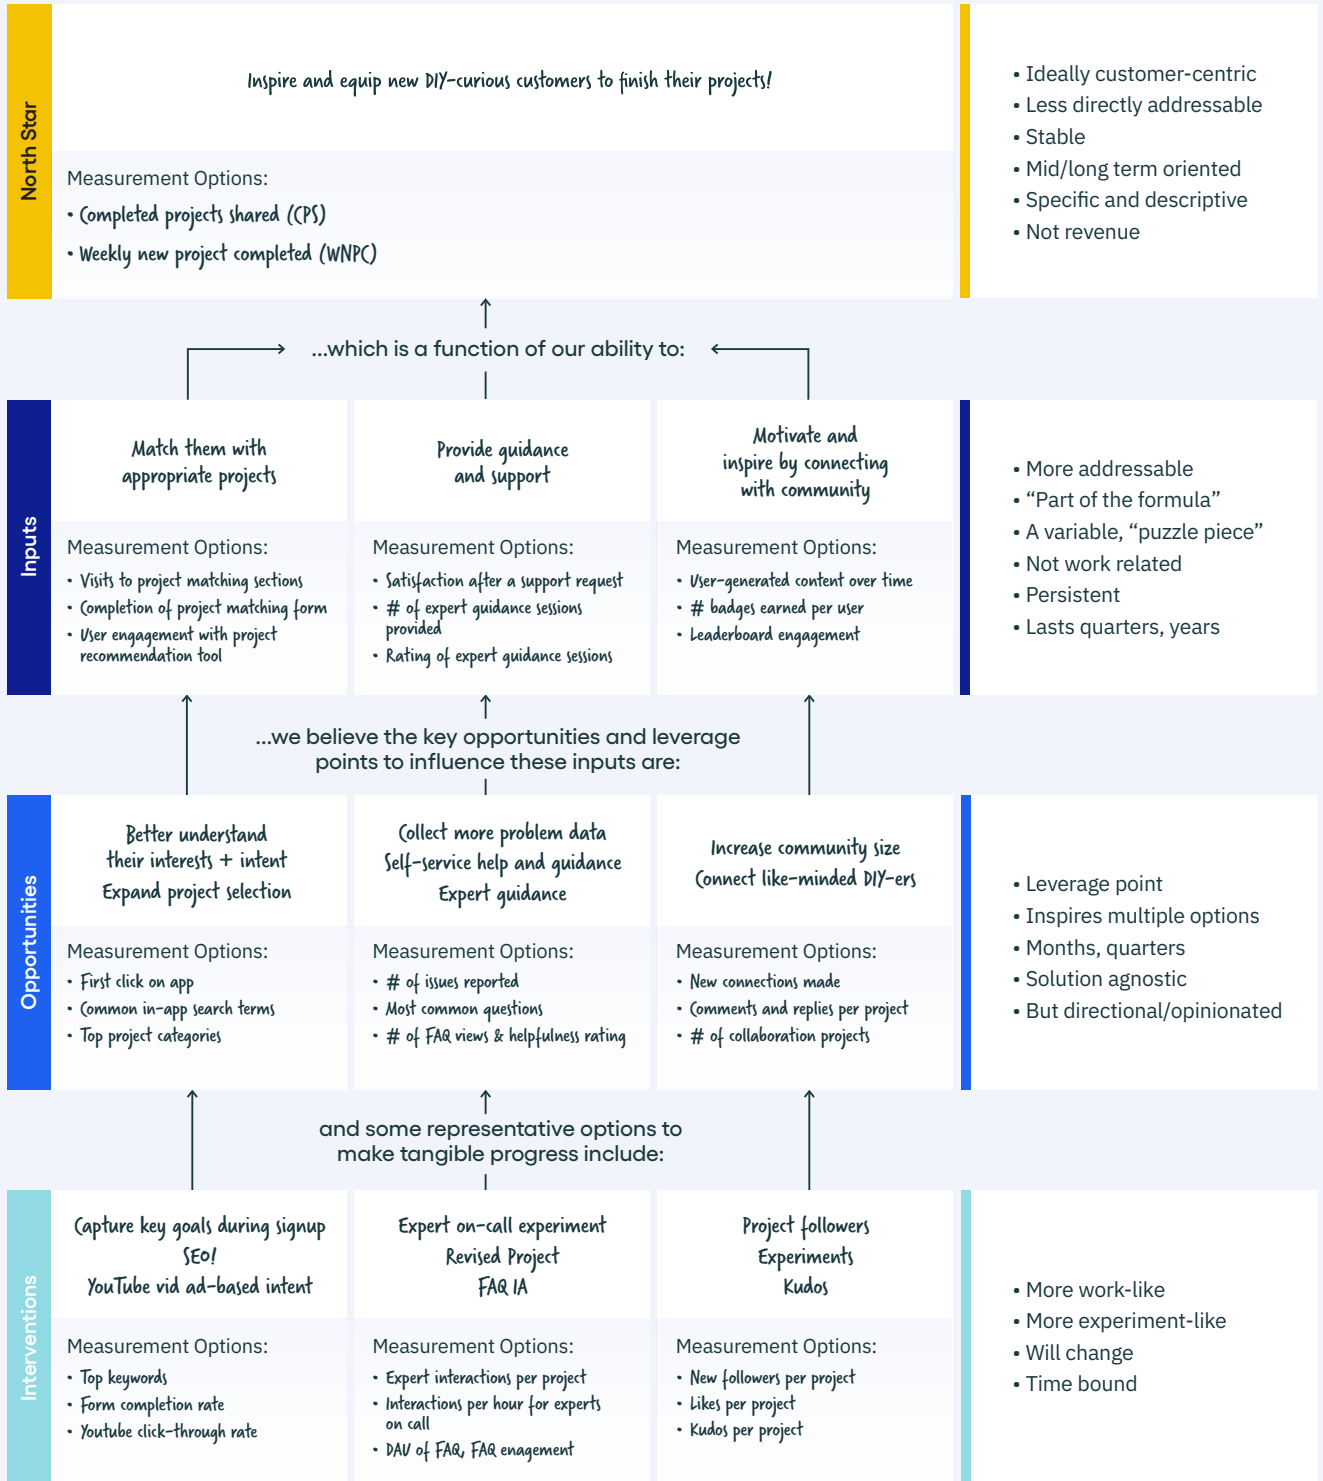 North Star
Inspire and equip new DIY-curious customers to finish their projects!
Measurement Options:
• Completed projects shared (CPS)
• Weekly new project completed (WNPC)
• Ideally customer-centric
• Less directly addressable
• Stable
• Mid/long term oriented
• Specific and descriptive
• Not revenue
...which is a function of our ability to:
Inputs
Match them with
appropriate projects
Measurement Options:
• Visits to project matching sections
• Completion of project matching form
• User engagement with project
recommendation tool
Provide guidance
and support
Measurement Options:
• Satisfaction after a support request
• # of expert guidance sessions
provided
• Rating of expert guidance sessions
Motivate and
inspire by connecting
with community
Measurement Options:
• User-generated content over time
• # badges earned per user
• Leaderboard engagement
• More addressable
• “Part of the formula”
• A variable, “puzzle piece”
• Not work related
• Persistent
• Lasts quarters, years
...we believe the key opportunities and leverage
points to influence these inputs are:
Opportunities
Better understand
their interests + intent
Expand project selection
Measurement Options:
• First click on app
• Common in-app search terms
• Top project categories
Collect more problem data
Self-service help and guidance
Expert guidance
Measurement Options:
• # of issues reported
• Most common questions
• # of FAQ views & helpfulness rating
Increase community size
Connect like-minded DIY-ers
Measurement Options:
• New connections made
• Comments and replies per project
• # of collaboration projects
• Leverage point
• Inspires multiple options
• Months, quarters
• Solution agnostic
• But directional/opinionated
and some representative options to
make tangible progress include:
Interventions
Capture key goals during signup
SEO!
YouTube vid ad-based intent
Measurement Options:
• Top keywords
• Form completion rate
• Youtube click-through rate
Expert on-call experiment
Revised Project
FAQ IA
Measurement Options:
• Expert interactions per project
• Interactions per hour for experts
on call
• DAU of FAQ, FAQ enagement
Project followers
Experiments
Kudos
Measurement Options:
• New followers per project
• Likes per project
• Kudos per project
• More work-like
• More experiment-like
• Will change
• Time bound